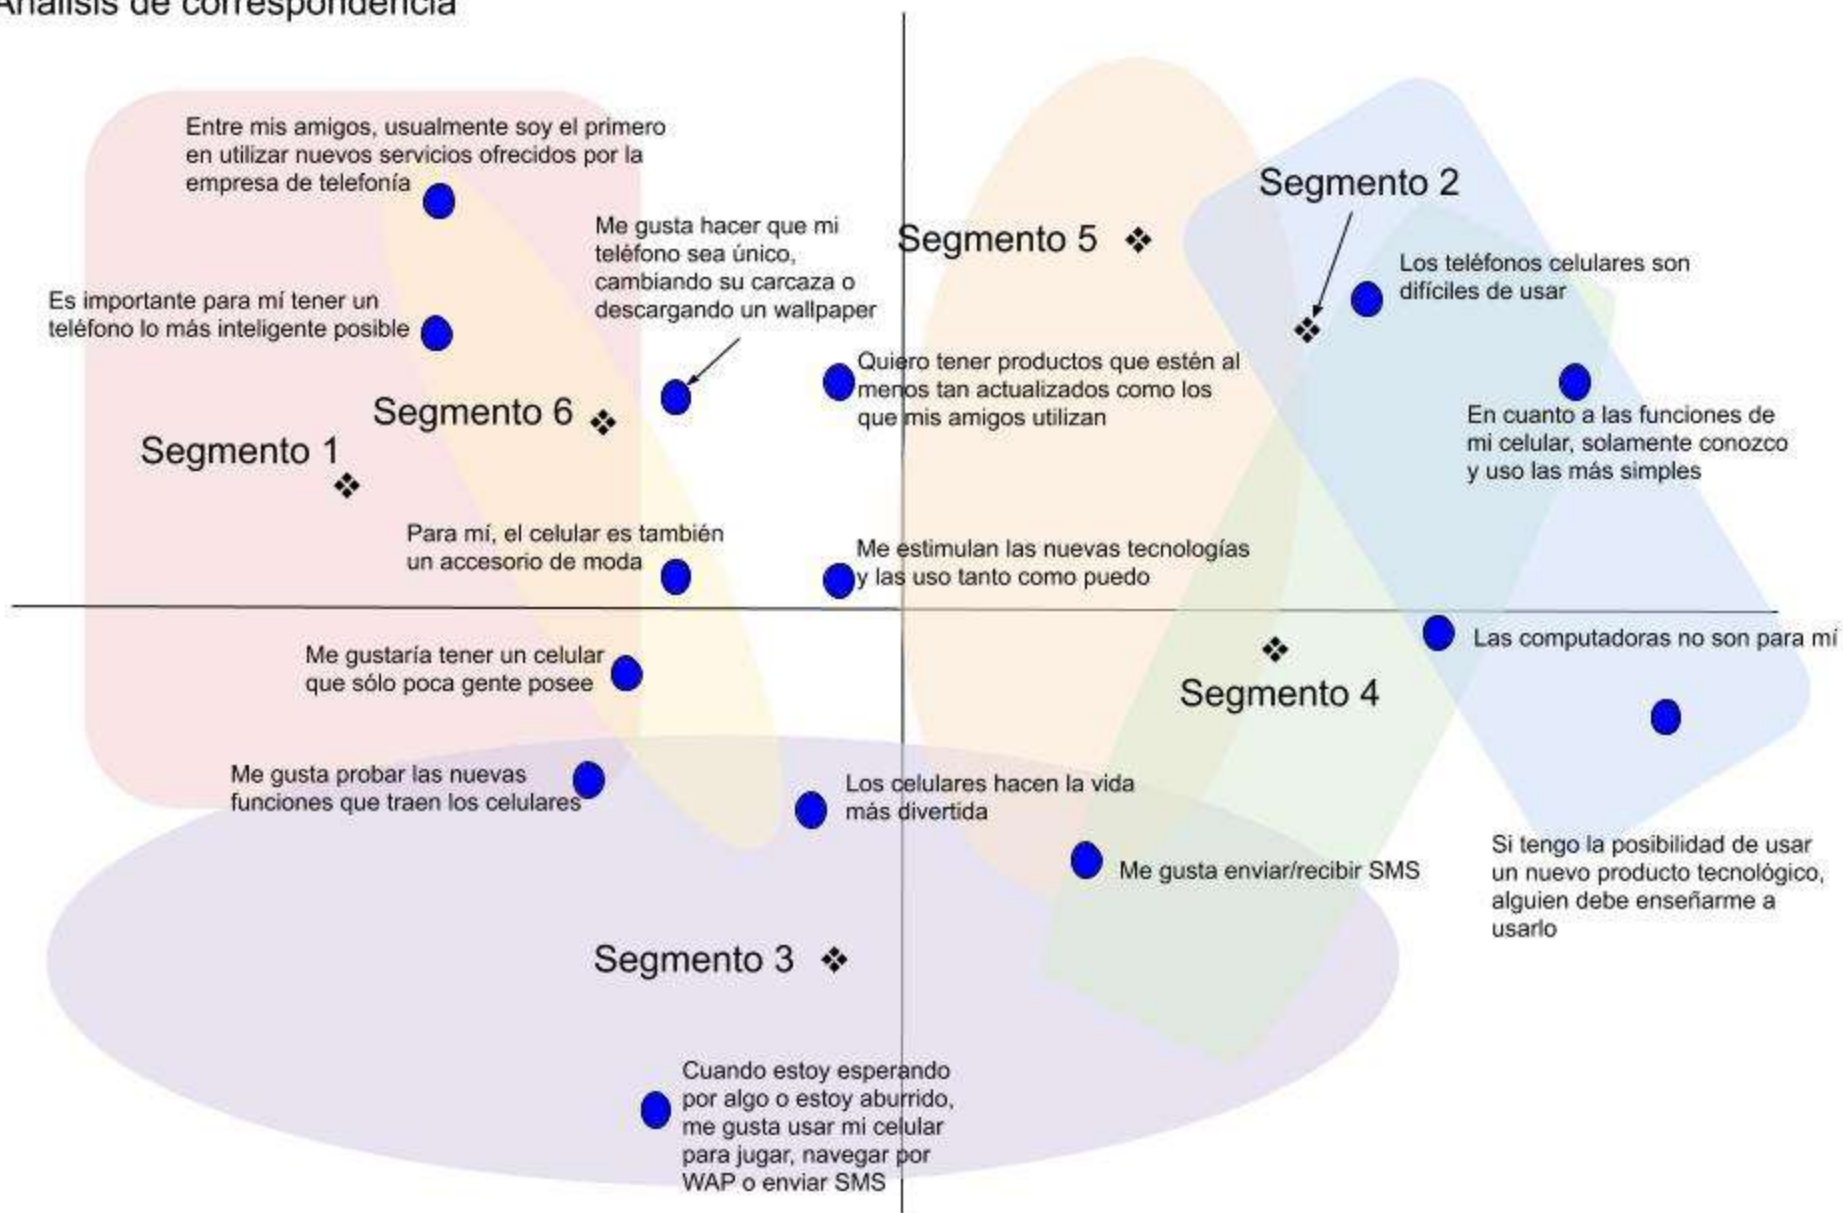 Análisis de correspondencia
Entre mis amigos, usualmente soy el primero
en utilizar nuevos servicios ofrecidos por la
empresa de telefonía
Me gusta hacer que mi
teléfono sea único,
cambiando su carcaza o
descargando un wallpaper
Segmento 2
Segmento 5
Los teléfonos celulares son
difíciles de usar
Es importante para mí tener un
teléfono lo más inteligente posible
Quiero tener productos que estén al
menos tan actualizados como los
que mis amigos utilizan
Segmento 6
Segmento 1
En cuanto a las funciones de
mi celular, solamente conozco
y uso las más simples
Para mí, el celular es también
un accesorio de moda
Me estimulan las nuevas tecnologías
y las uso tanto como puedo
Me gustaría tener un celular
que sólo poca gente posee
Las computadoras no son para mí
Segmento 4
Me gusta probar las nuevas
funciones que traen los celulares
Los celulares hacen la vida
más divertida
Me gusta enviar/recibir SMS
Si tengo la posibilidad de usar
un nuevo producto tecnológico,
alguien debe enseñarme a
usarlo
Segmento 3
Cuando estoy esperando
por algo o estoy aburrido,
me gusta usar mi celular
para jugar, navegar por
WAP o enviar SMS